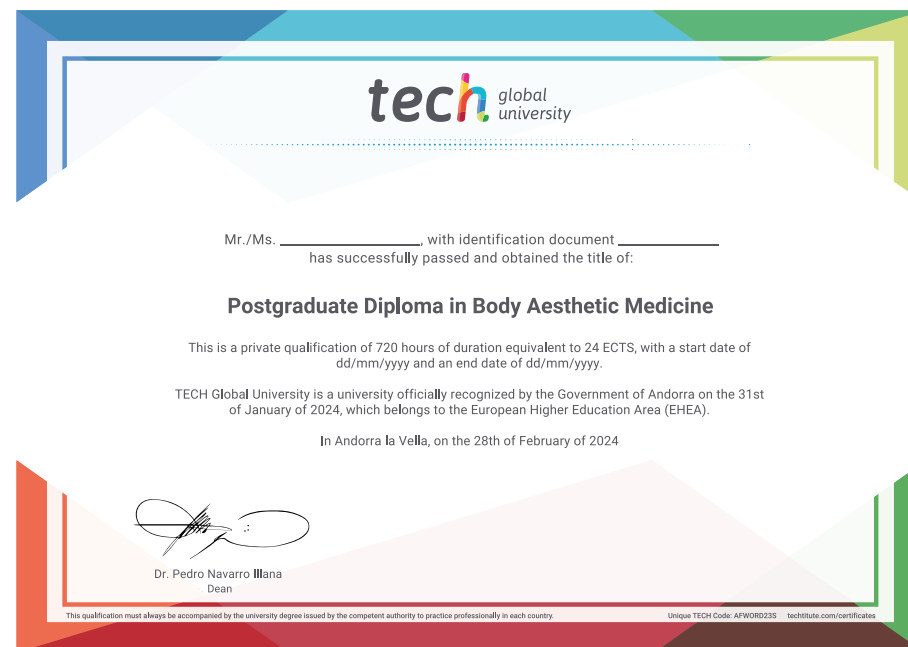 tech global university
Mr./Ms. ____________________, with identification document ______________
has successfully passed and obtained the title of:
Postgraduate Diploma in Body Aesthetic Medicine
This is a private qualification of 720 hours of duration equivalent to 24 ECTS, with a start date of
dd/mm/yyyy and an end date of dd/mm/yyyy.
TECH Global University is a university officially recognized by the Government of Andorra on the 31st
of January of 2024, which belongs to the European Higher Education Area (EHEA).
In Andorra la Vella, on the 28th of February of 2024
Dr. Pedro Navarro Illana
Dean
This qualification must always be accompanied by the university degree issued by the competent authority to practice professionally in each country.
Unique TECH Code: AFWORD23S techtitute.com/certificates